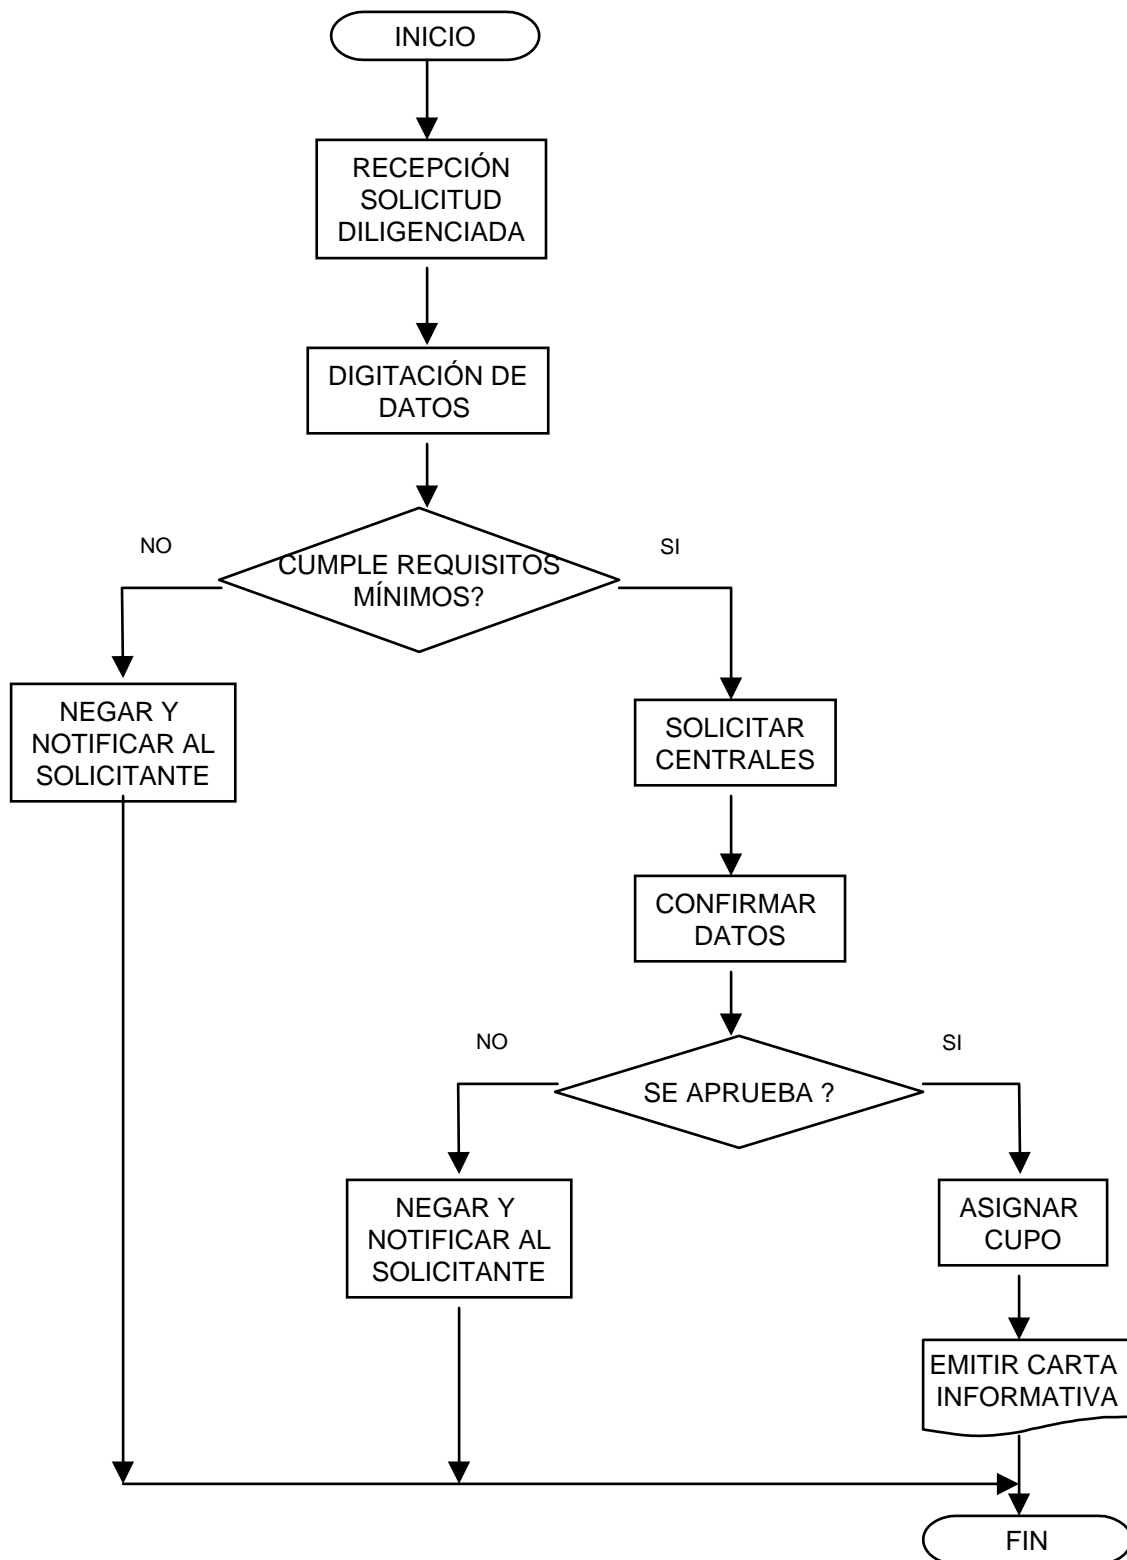 INICIO
RECEPCIÓN
SOLICITUD
DILIGENCIADA
DIGITACIÓN DE
DATOS
NO
SI
CUMPLE REQUISITOS
MÍNIMOS?
NEGAR Y
NOTIFICAR AL
SOLICITANTE
SOLICITAR
CENTRALES
CONFIRMAR
DATOS
NO
SI
SE APRUEBA ?
NEGAR Y
NOTIFICAR AL
SOLICITANTE
ASIGNAR
CUPO
EMITIR CARTA
INFORMATIVA
FIN